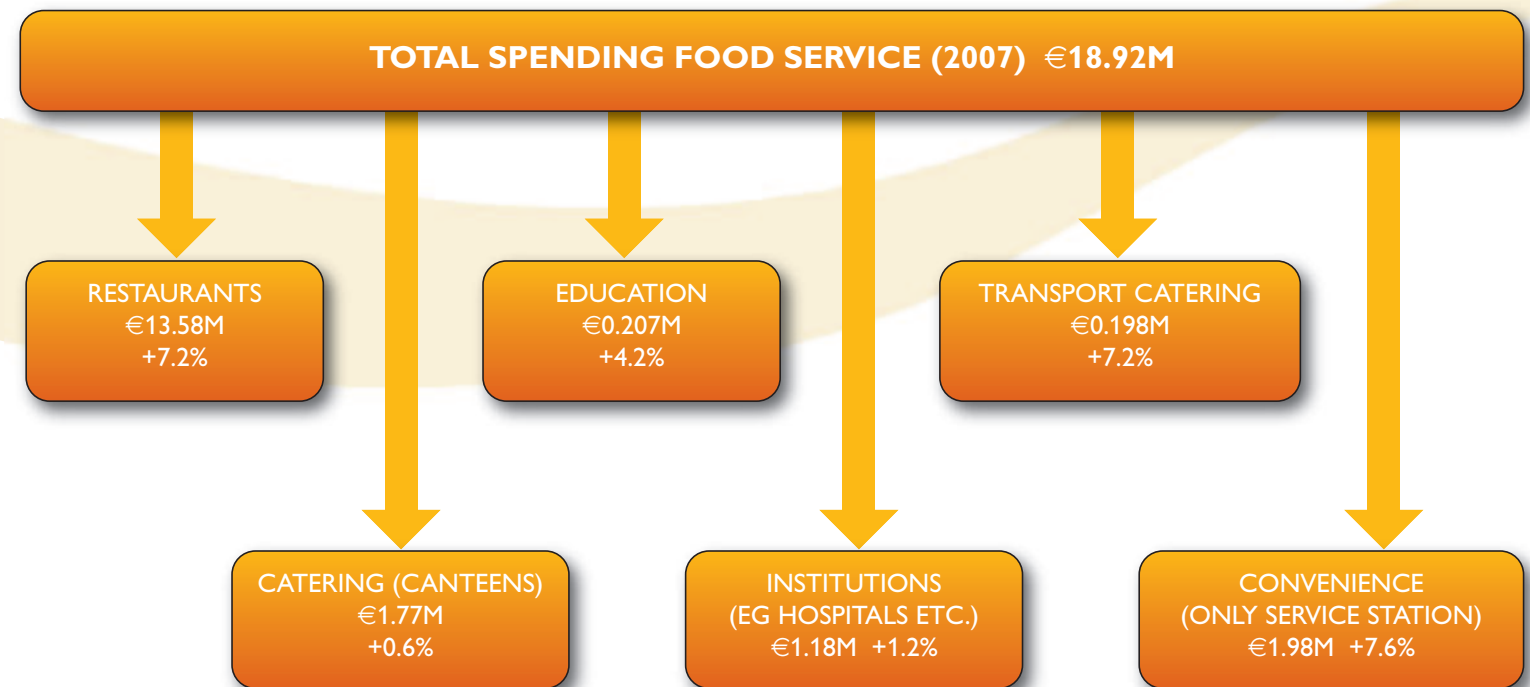 TOTAL SPENDING FOOD SERVICE (2007) €18.92M
RESTAURANTS
€13.58M
+7.2%
EDUCATION
€0.207M
+4.2%
TRANSPORT CATERING
€0.198M
+7.2%
CATERING (CANTEENS)
€1.77M
+0.6%
INSTITUTIONS
(EG HOSPITALS ETC.)
€1.18M +1.2%
CONVENIENCE
(ONLY SERVICE STATION)
€1.98M +7.6%